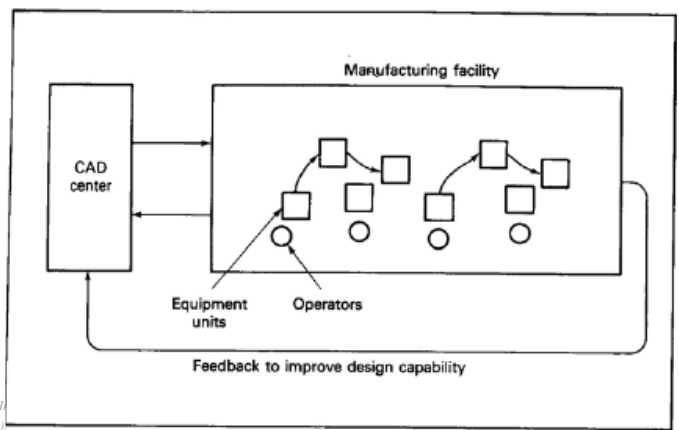 Manufacturing facility
CAD
center
Equipment
units
Operators
Feedback to improve design capability